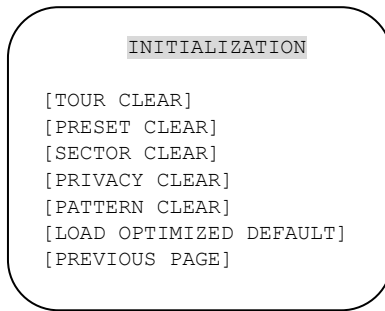 INITIALIZATION
[TOUR CLEAR]
[PRESET CLEAR]
[SECTOR CLEAR]
[PRIVACY CLEAR]
[PATTERN CLEAR]
[LOAD OPTIMIZED DEFAULT]
[PREVIOUS PAGE]